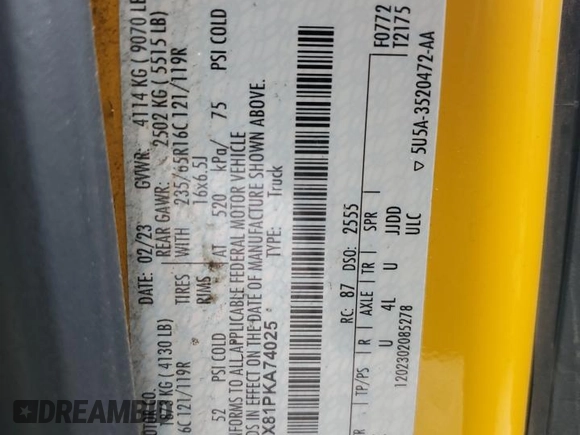 DATE: 02/23 GVWR: 4114 KG ( 9070 LB
REAR GAWR: 2502 KG ( 5515 LB)
KG ( 4130 LB) TIRES WITH 235/65R16C 121/119R
6C 121/119R RIMS 16x6.5J
52 PSI COLD AT 520 kPa/ 75 PSI COLD
NFORMS TO ALL APPLICABLE FEDERAL MOTOR VEHICLE
DS IN EFFECT ON THE DATE OF MANUFACTURE SHOWN ABOVE.
X81PKA74025 TYPE: Truck
F0772
RC: 87 DSO: 2555 T2175
TP/PS R AXLE TR SPR
U 4L U JJDD
ULC
1202302085278 ▽ 5U5A-3520472-AA
DREAMBID